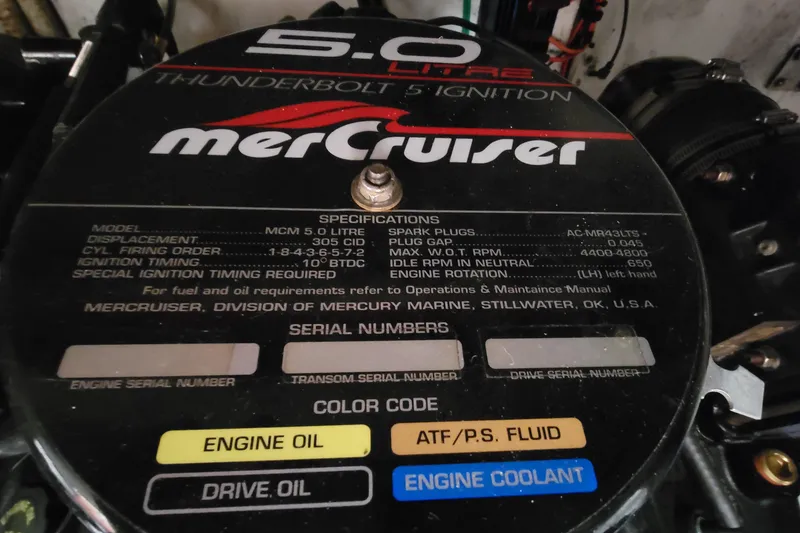 5.0
LITRE
THUNDERBOLT 5 IGNITION
merCruiser
SPECIFICATIONS
MODEL.....................MCM 5.0 LITRE
DISPLACEMENT.....................305 CID
CYL. FIRING ORDER........1-8-4-3-6-5-7-2
IGNITION TIMING..................10° BTDC
SPECIAL IGNITION TIMING REQUIRED
SPARK PLUGS....................AC-MR43LTS -
PLUG GAP.............................0.045
MAX. W.O.T. RPM..............4400-4800
IDLE RPM IN NEUTRAL..................650
ENGINE ROTATION.............(LH) left hand
For fuel and oil requirements refer to Operations & Maintaince Manual
MERCRUISER, DIVISION OF MERCURY MARINE, STILLWATER, OK, U.S.A.
SERIAL NUMBERS
ENGINE SERIAL NUMBER
TRANSOM SERIAL NUMBER
DRIVE SERIAL NUMBER
COLOR CODE
ENGINE OIL
ATF/P.S. FLUID
DRIVE OIL
ENGINE COOLANT